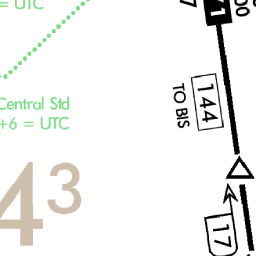 = UTC
Central Std
+6 = UTC
43
144
TO BIS
17